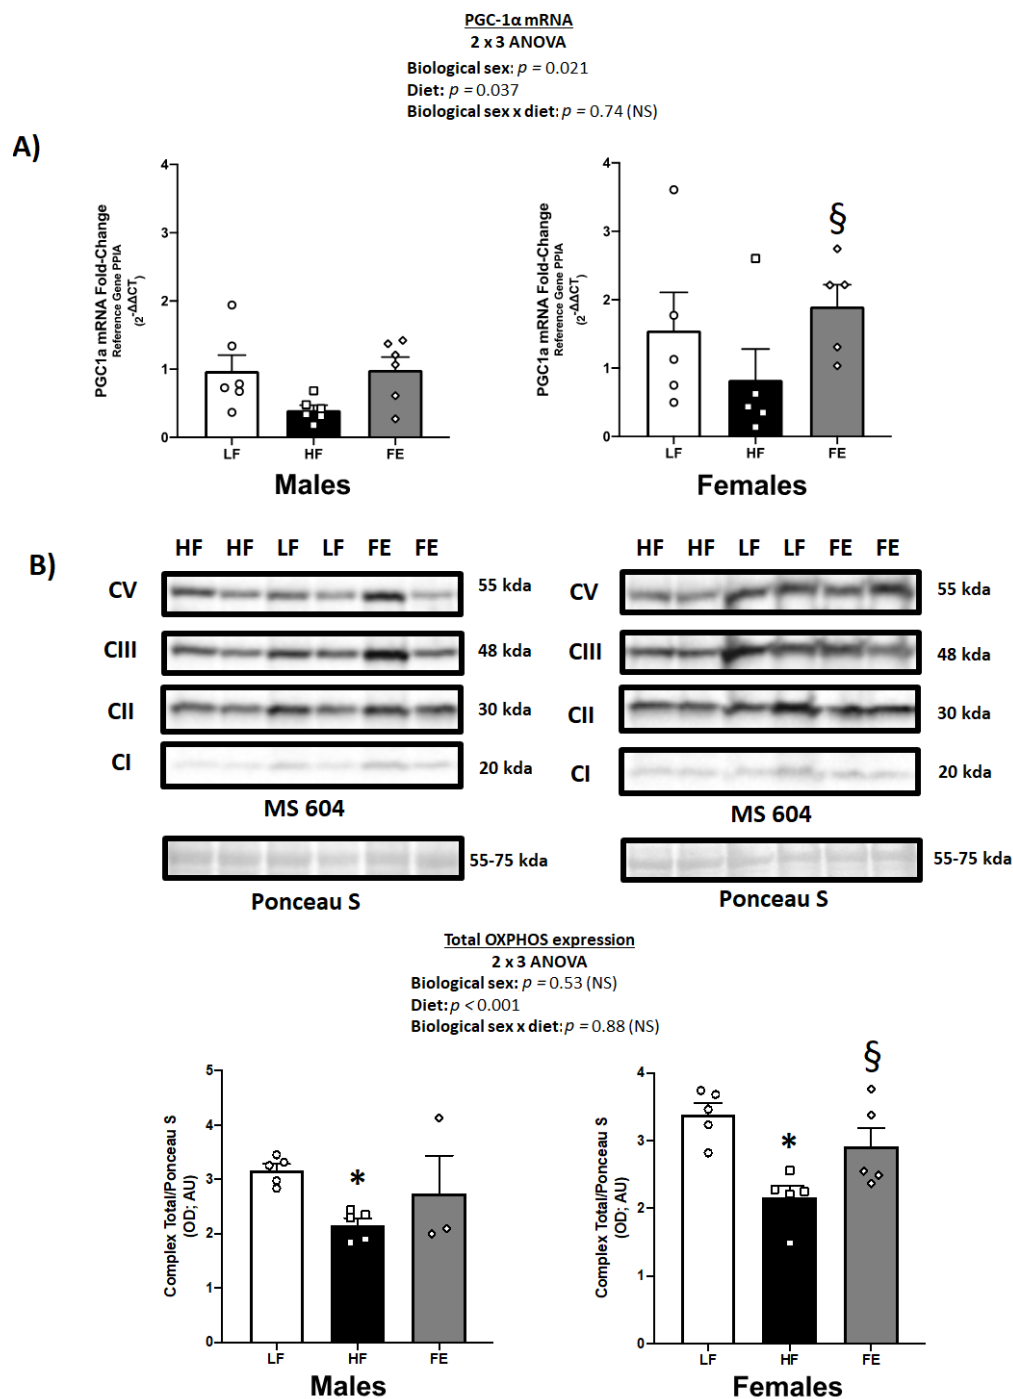 PGC-1α mRNA
2 x 3 ANOVA
Biological sex: p = 0.021
Diet: p = 0.037
Biological sex x diet: p = 0.74 (NS)
A)
PGC1a mRNA Fold-Change
Reference Gene PPIA
(2^-ΔΔCT)
4
3
2
1
0
LF HF FE
Males
PGC1a mRNA Fold-Change
Reference Gene PPIA
(2^-ΔΔCT)
4
3
2
1
0
§
LF HF FE
Females
B)
HF HF LF LF FE FE
CV 55 kda
CIII 48 kda
CII 30 kda
CI 20 kda
MS 604
55-75 kda
Ponceau S
HF HF LF LF FE FE
CV 55 kda
CIII 48 kda
CII 30 kda
CI 20 kda
MS 604
55-75 kda
Ponceau S
Total OXPHOS expression
2 x 3 ANOVA
Biological sex: p = 0.53 (NS)
Diet: p < 0.001
Biological sex x diet: p = 0.88 (NS)
Complex Total/Ponceau S
(OD; AU)
5
4
3
2
1
0
*
LF HF FE
Males
Complex Total/Ponceau S
(OD; AU)
4
3
2
1
0
*
§
LF HF FE
Females